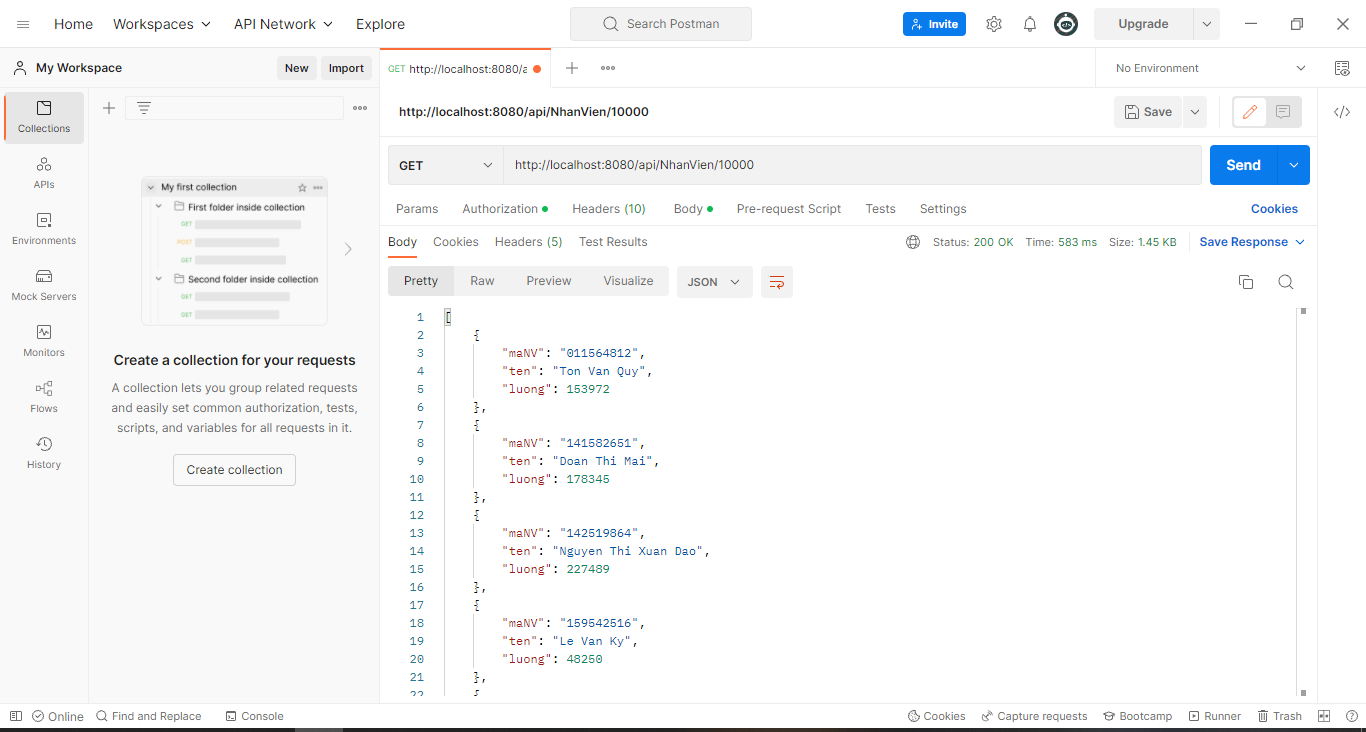 Home Workspaces API Network Explore Search Postman Invite Upgrade
My Workspace New Import
GET http://localhost:8080/a No Environment
http://localhost:8080/api/NhanVien/10000 Save
GET http://localhost:8080/api/NhanVien/10000 Send
Params Authorization Headers (10) Body Pre-request Script Tests Settings Cookies
Body Cookies Headers (5) Test Results Status: 200 OK Time: 583 ms Size: 1.45 KB Save Response
Pretty Raw Preview Visualize JSON
Collections
APIs
Environments
Mock Servers
Monitors
Flows
History
My first collection
First folder inside collection
GET
POST
GET
Second folder inside collection
GET
GET
Create a collection for your requests
A collection lets you group related requests
and easily set common authorization, tests,
scripts, and variables for all requests in it.
Create collection
1 [
2 {
3 "maNV": "011564812",
4 "ten": "Ton Van Quy",
5 "luong": 153972
6 },
7 {
8 "maNV": "141582651",
9 "ten": "Doan Thi Mai",
10 "luong": 178345
11 },
12 {
13 "maNV": "142519864",
14 "ten": "Nguyen Thi Xuan Dao",
15 "luong": 227489
16 },
17 {
18 "maNV": "159542516",
19 "ten": "Le Van Ky",
20 "luong": 48250
21 },
22 {
Online Find and Replace Console Cookies Capture requests Bootcamp Runner Trash